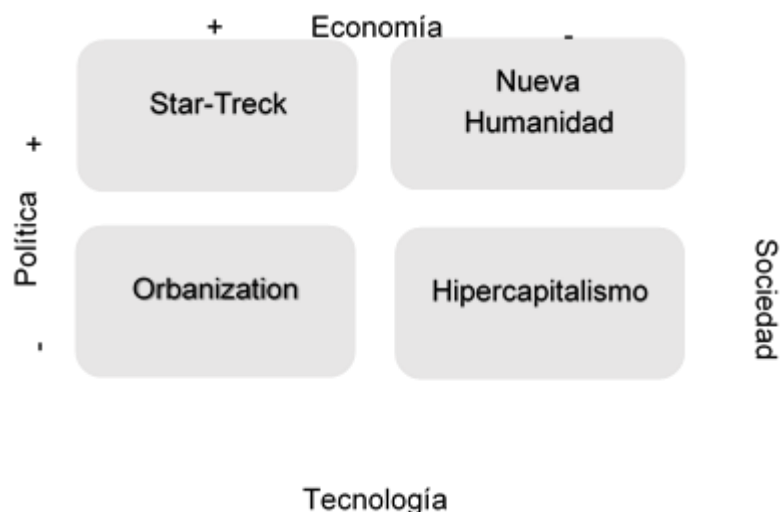 + Economía -
Star-Treck
Nueva
Humanidad
Política + -
Orbanization
Hipercapitalismo
Sociedad
Tecnología